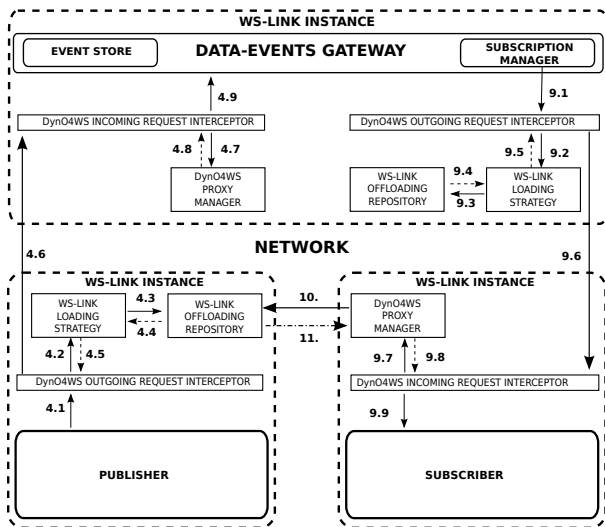 WS-LINK INSTANCE
EVENT STORE
DATA-EVENTS GATEWAY
SUBSCRIPTION
MANAGER
4.9
9.1
DynO4WS INCOMING REQUEST INTERCEPTOR
DynO4WS OUTGOING REQUEST INTERCEPTOR
4.8
4.7
9.5
9.2
DynO4WS
PROXY
MANAGER
WS-LINK
OFFLOADING
REPOSITORY
9.4
9.3
WS-LINK
LOADING
STRATEGY
4.6
NETWORK
9.6
WS-LINK INSTANCE
WS-LINK INSTANCE
WS-LINK
LOADING
STRATEGY
4.3
4.4
WS-LINK
OFFLOADING
REPOSITORY
10.
11.
DynO4WS
PROXY
MANAGER
4.2
4.5
9.7
9.8
DynO4WS OUTGOING REQUEST INTERCEPTOR
DynO4WS INCOMING REQUEST INTERCEPTOR
4.1
9.9
PUBLISHER
SUBSCRIBER